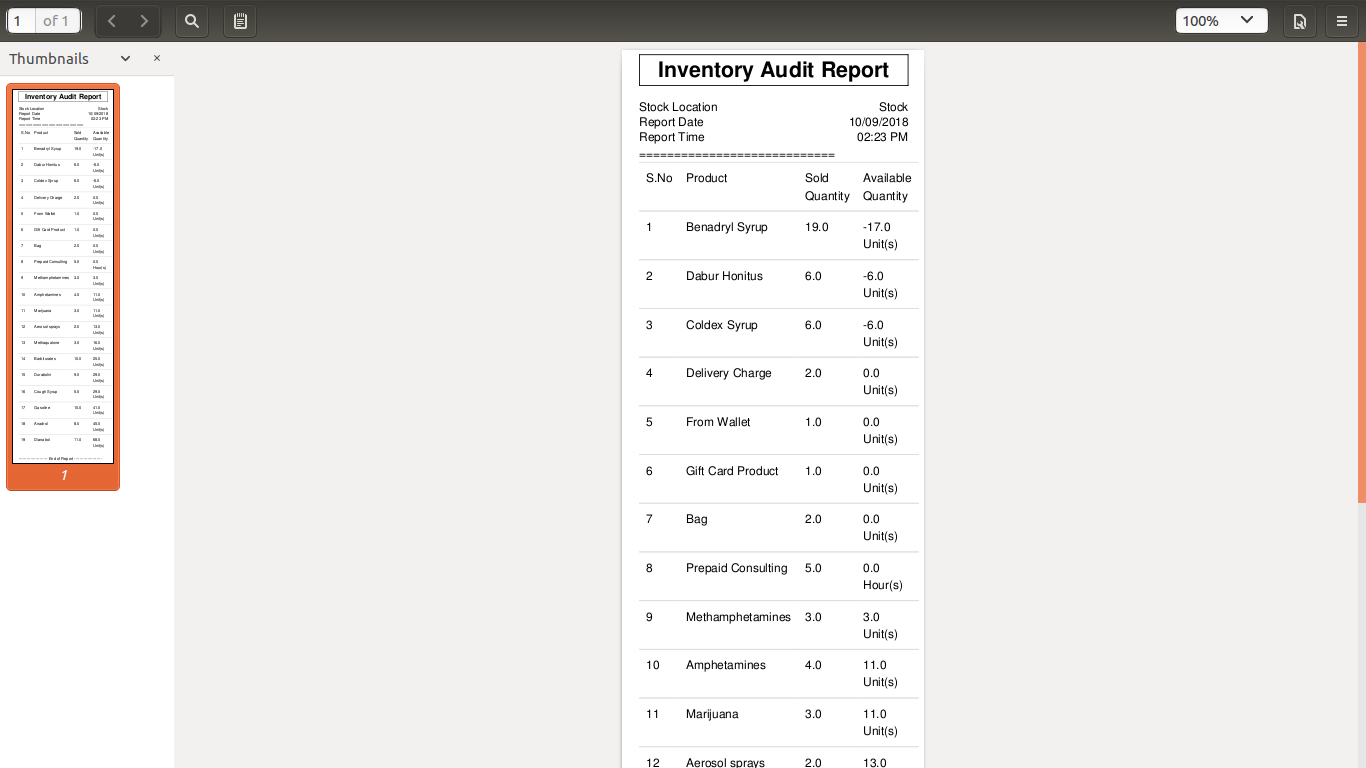 1 of 1
100%
Thumbnails
Inventory Audit Report
Stock Location Stock
Report Date 10/09/2018
Report Time 02:23 PM
============================
S.No Product Sold Quantity Available Quantity
1 Benadryl Syrup 19.0 -17.0 Unit(s)
2 Dabur Honitus 6.0 -6.0 Unit(s)
3 Coldex Syrup 6.0 -6.0 Unit(s)
4 Delivery Charge 2.0 0.0 Unit(s)
5 From Wallet 1.0 0.0 Unit(s)
6 Gift Card Product 1.0 0.0 Unit(s)
7 Bag 2.0 0.0 Unit(s)
8 Prepaid Consulting 5.0 0.0 Hour(s)
9 Methamphetamines 3.0 3.0 Unit(s)
10 Amphetamines 4.0 11.0 Unit(s)
11 Marijuana 3.0 11.0 Unit(s)
12 Aerosol sprays 2.0 13.0
1